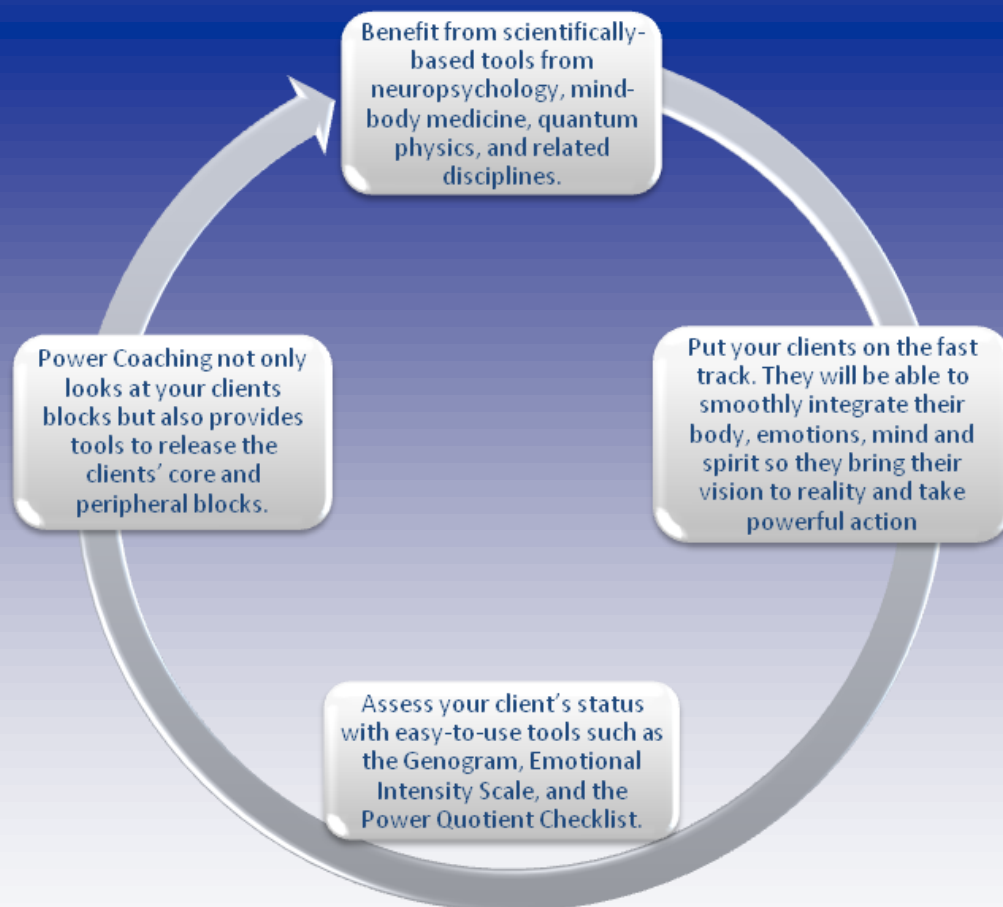 Benefit from scientifically-
based tools from
neuropsychology, mind-
body medicine, quantum
physics, and related
disciplines.
Put your clients on the fast
track. They will be able to
smoothly integrate their
body, emotions, mind and
spirit so they bring their
vision to reality and take
powerful action
Assess your client’s status
with easy-to-use tools such as
the Genogram, Emotional
Intensity Scale, and the
Power Quotient Checklist.
Power Coaching not only
looks at your clients
blocks but also provides
tools to release the
clients’ core and
peripheral blocks.